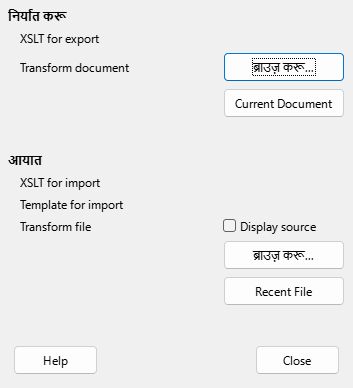 निर्यात करू
XSLT for export
Transform document
ब्राउज़ करू...
Current Document
आयात
XSLT for import
Template for import
Transform file
Display source
ब्राउज़ करू...
Recent File
Help
Close